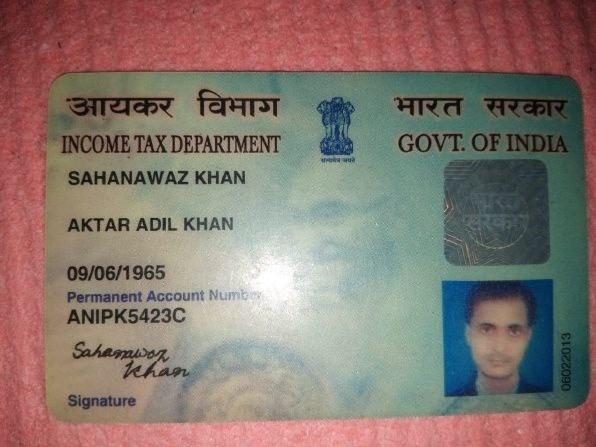 आयकर विभाग
भारत सरकार
INCOME TAX DEPARTMENT
GOVT. OF INDIA
सत्यमेव जयते
SAHANAWAZ KHAN
AKTAR ADIL KHAN
भारत
सरकार
09/06/1965
Permanent Account Number
ANIPK5423C
Sahanawaz
Khan
Signature
06022013